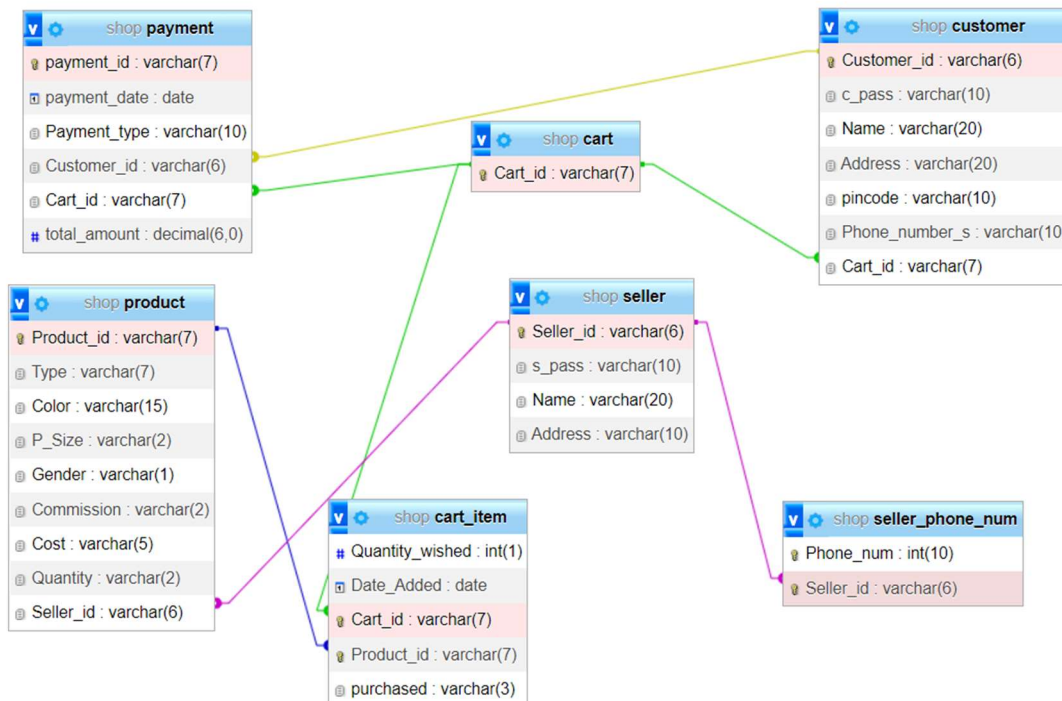 shop payment
payment_id : varchar(7)
payment_date : date
Payment_type : varchar(10)
Customer_id : varchar(6)
Cart_id : varchar(7)
total_amount : decimal(6,0)
shop customer
Customer_id : varchar(6)
c_pass : varchar(10)
Name : varchar(20)
Address : varchar(20)
pincode : varchar(10)
Phone_number_s : varchar(10
Cart_id : varchar(7)
shop cart
Cart_id : varchar(7)
shop product
Product_id : varchar(7)
Type : varchar(7)
Color : varchar(15)
P_Size : varchar(2)
Gender : varchar(1)
Commission : varchar(2)
Cost : varchar(5)
Quantity : varchar(2)
Seller_id : varchar(6)
shop seller
Seller_id : varchar(6)
s_pass : varchar(10)
Name : varchar(20)
Address : varchar(10)
shop cart_item
Quantity_wished : int(1)
Date_Added : date
Cart_id : varchar(7)
Product_id : varchar(7)
purchased : varchar(3)
shop seller_phone_num
Phone_num : int(10)
Seller_id : varchar(6)